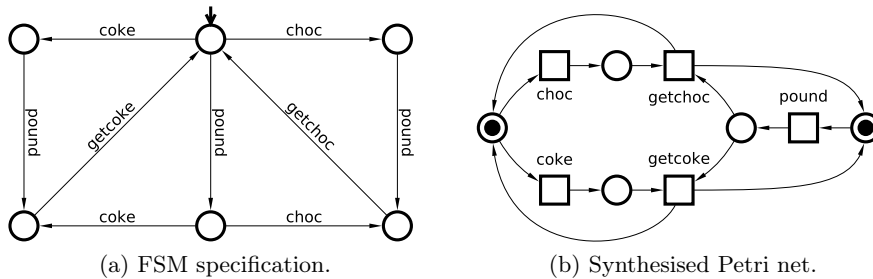 coke choc
pound getcoke pound getchoc pound
coke choc
choc getchoc pound
coke getcoke
(a) FSM specification. (b) Synthesised Petri net.